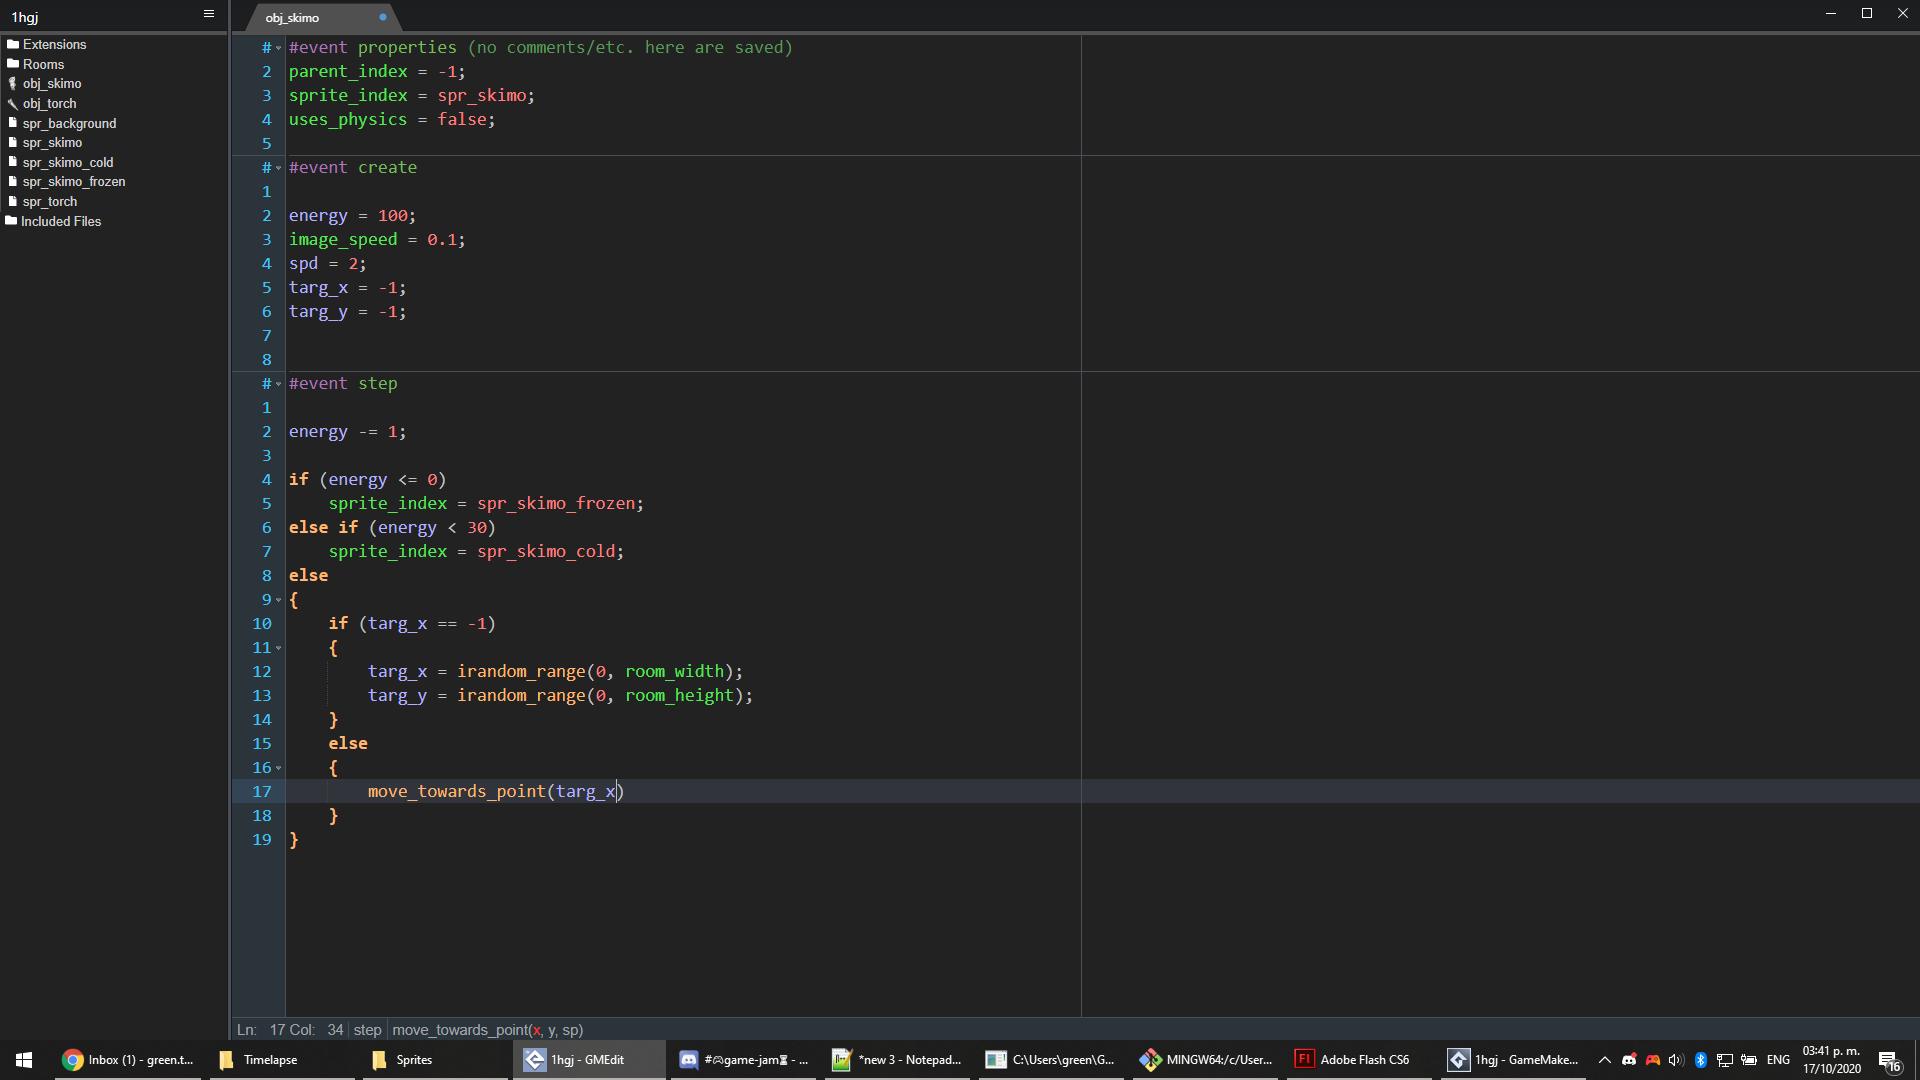 1hgj
obj_skimo
Extensions
Rooms
obj_skimo
obj_torch
spr_background
spr_skimo
spr_skimo_cold
spr_skimo_frozen
spr_torch
Included Files
# #event properties (no comments/etc. here are saved)
2 parent_index = -1;
3 sprite_index = spr_skimo;
4 uses_physics = false;
5
# #event create
1
2 energy = 100;
3 image_speed = 0.1;
4 spd = 2;
5 targ_x = -1;
6 targ_y = -1;
7
8
# #event step
1
2 energy -= 1;
3
4 if (energy <= 0)
5 sprite_index = spr_skimo_frozen;
6 else if (energy < 30)
7 sprite_index = spr_skimo_cold;
8 else
9 {
10 if (targ_x == -1)
11 {
12 targ_x = irandom_range(0, room_width);
13 targ_y = irandom_range(0, room_height);
14 }
15 else
16 {
17 move_towards_point(targ_x)
18 }
19 }
Ln: 17 Col: 34 step move_towards_point(x, y, sp)
Inbox (1) - green.t... Timelapse Sprites 1hgj - GMEdit #🎮game-jam⏳ - ... *new 3 - Notepad... C:\Users\green\G... MINGW64:/c/User... Adobe Flash CS6 1hgj - GameMake... ENG 03:41 p. m.
17/10/2020 16